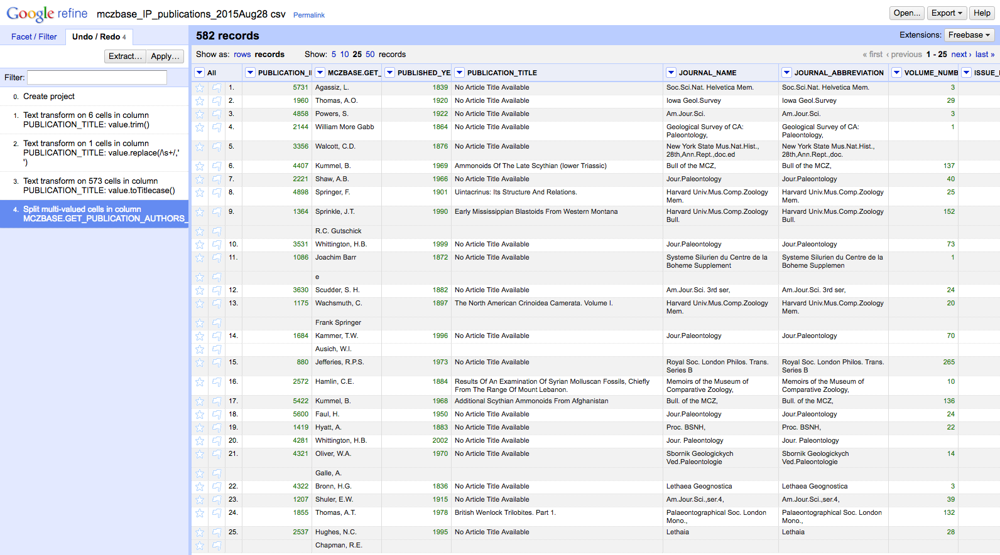 Google refine mczbase_IP_publications_2015Aug28 csv Permalink Open... Export Help
Facet / Filter Undo / Redo 4 582 records Extensions: Freebase
Extract... Apply... Show as: rows records Show: 5 10 25 50 records « first ‹ previous 1 - 25 next › last »
Filter:
0. Create project
1. Text transform on 6 cells in column
PUBLICATION_TITLE: value.trim()
2. Text transform on 1 cells in column
PUBLICATION_TITLE: value.replace(/\s+/,'
')
3. Text transform on 573 cells in column
PUBLICATION_TITLE: value.toTitlecase()
4. Split multi-valued cells in column
MCZBASE.GET_PUBLICATION_AUTHORS_
All PUBLICATION_I MCZBASE.GET_ PUBLISHED_YE PUBLICATION_TITLE JOURNAL_NAME JOURNAL_ABBREVIATION VOLUME_NUMB ISSUE_
1. 5731 Agassiz, L. 1839 No Article Title Available Soc.Sci.Nat. Helvetica Mem. Soc.Sci.Nat. Helvetica Mem. 3
2. 1960 Thomas, A.O. 1920 No Article Title Available Iowa Geol.Survey Iowa Geol.Survey 29
3. 4858 Powers, S. 1922 No Article Title Available Am.Jour.Sci. Am.Jour.Sci. 3
4. 2144 William More Gabb 1864 No Article Title Available Geological Survey of CA: Geological Survey of CA: 1
Paleontology, Paleontology,
5. 3356 Walcott, C.D. 1876 No Article Title Available New York State Mus.Nat.Hist., New York State Mus.Nat.Hist.,
28th,Ann.Rept.,doc.ed 28th,Ann.Rept.,doc.
6. 4407 Kummel, B. 1969 Ammonoids Of The Late Scythian (lower Triassic) Bull of the MCZ, Bull of the MCZ, 137
7. 2221 Shaw, A.B. 1966 No Article Title Available Jour.Paleontology Jour.Paleontology 40
8. 4898 Springer, F. 1901 Uintacrinus: Its Structure And Relations. Harvard Univ.Mus.Comp.Zoology Harvard Univ.Mus.Comp.Zoology 25
Mem. Mem.
9. 1364 Sprinkle, J.T. 1990 Early Mississippian Blastoids From Western Montana Harvard Univ.Mus.Comp.Zoology Harvard Univ.Mus.Comp.Zoology 152
Bull. Bull.
R.C. Gutschick
10. 3531 Whittington, H.B. 1999 No Article Title Available Jour.Paleontology Jour.Paleontology 73
11. 1086 Joachim Barr 1872 No Article Title Available Systeme Silurien du Centre de la Systeme Silurien du Centre de la 1
Boheme Supplement Boheme Supplemen
e
12. 3630 Scudder, S. H. 1882 No Article Title Available Am.Jour.Sci. 3rd ser, Am.Jour.Sci. 3rd ser, 24
13. 1175 Wachsmuth, C. 1897 The North American Crinoidea Camerata. Volume I. Harvard Univ.Mus.Comp.Zoology Harvard Univ.Mus.Comp.Zoology 20
Mem. Mem.
Frank Springer
14. 1684 Kammer, T.W. 1996 No Article Title Available Jour.Paleontology Jour.Paleontology 70
Ausich, W.I.
15. 880 Jefferies, R.P.S. 1973 No Article Title Available Royal Soc. London Philos. Trans. Royal Soc. London Philos. Trans. 265
Series B Series B
16. 2572 Hamlin, C.E. 1884 Results Of An Examination Of Syrian Molluscan Fossils, Chiefly Memoirs of the Museum of Memoirs of the Museum of 10
From The Range Of Mount Lebanon. Comparative Zoology, Comparative Zoology,
17. 5422 Kummel, B. 1968 Additional Scythian Ammonoids From Afghanistan Bull. of the MCZ, Bull. of the MCZ, 136
18. 5600 Faul, H. 1950 No Article Title Available Jour.Paleontology Jour.Paleontology 24
19. 1419 Hyatt, A. 1883 No Article Title Available Proc. BSNH, Proc. BSNH, 22
20. 4281 Whittington, H.B. 2002 No Article Title Available Jour. Paleontology Jour. Paleontology
21. 4321 Oliver, W.A. 1970 No Article Title Available Sbornik Geologickych Sbornik Geologickych 14
Ved.Paleontologie Ved.Paleontologie
Galle, A.
22. 4322 Bronn, H.G. 1836 No Article Title Available Lethaea Geognostica Lethaea Geognostica 3
23. 1207 Shuler, E.W. 1915 No Article Title Available Am.Jour.Sci.,ser.4, Am.Jour.Sci.,ser.4, 39
24. 1855 Thomas, A.T. 1978 British Wenlock Trilobites. Part 1. Palaeontographical Soc. London Palaeontographical Soc. London 132
Mono., Mono.,
25. 2537 Hughes, N.C. 1995 No Article Title Available Lethaia Lethaia 28
Chapman, R.E.